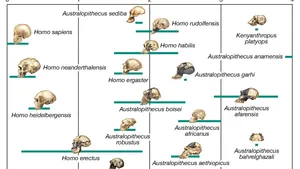 Australopithecus sediba
Homo rudolfensis
Homo sapiens
Kenyanthropus
platyops
Homo habilis
Australopithecus anamensis
Homo neanderthalensis
Homo ergaster
Australopithecus garhi
Homo heidelbergensis
Australopithecus boisei
Australopithecus
afarensis
Australopithecus
robustus
Australopithecus
africanus
Homo erectus
Australopithecus aethiopicus
Australopithecus
bahrelghazali